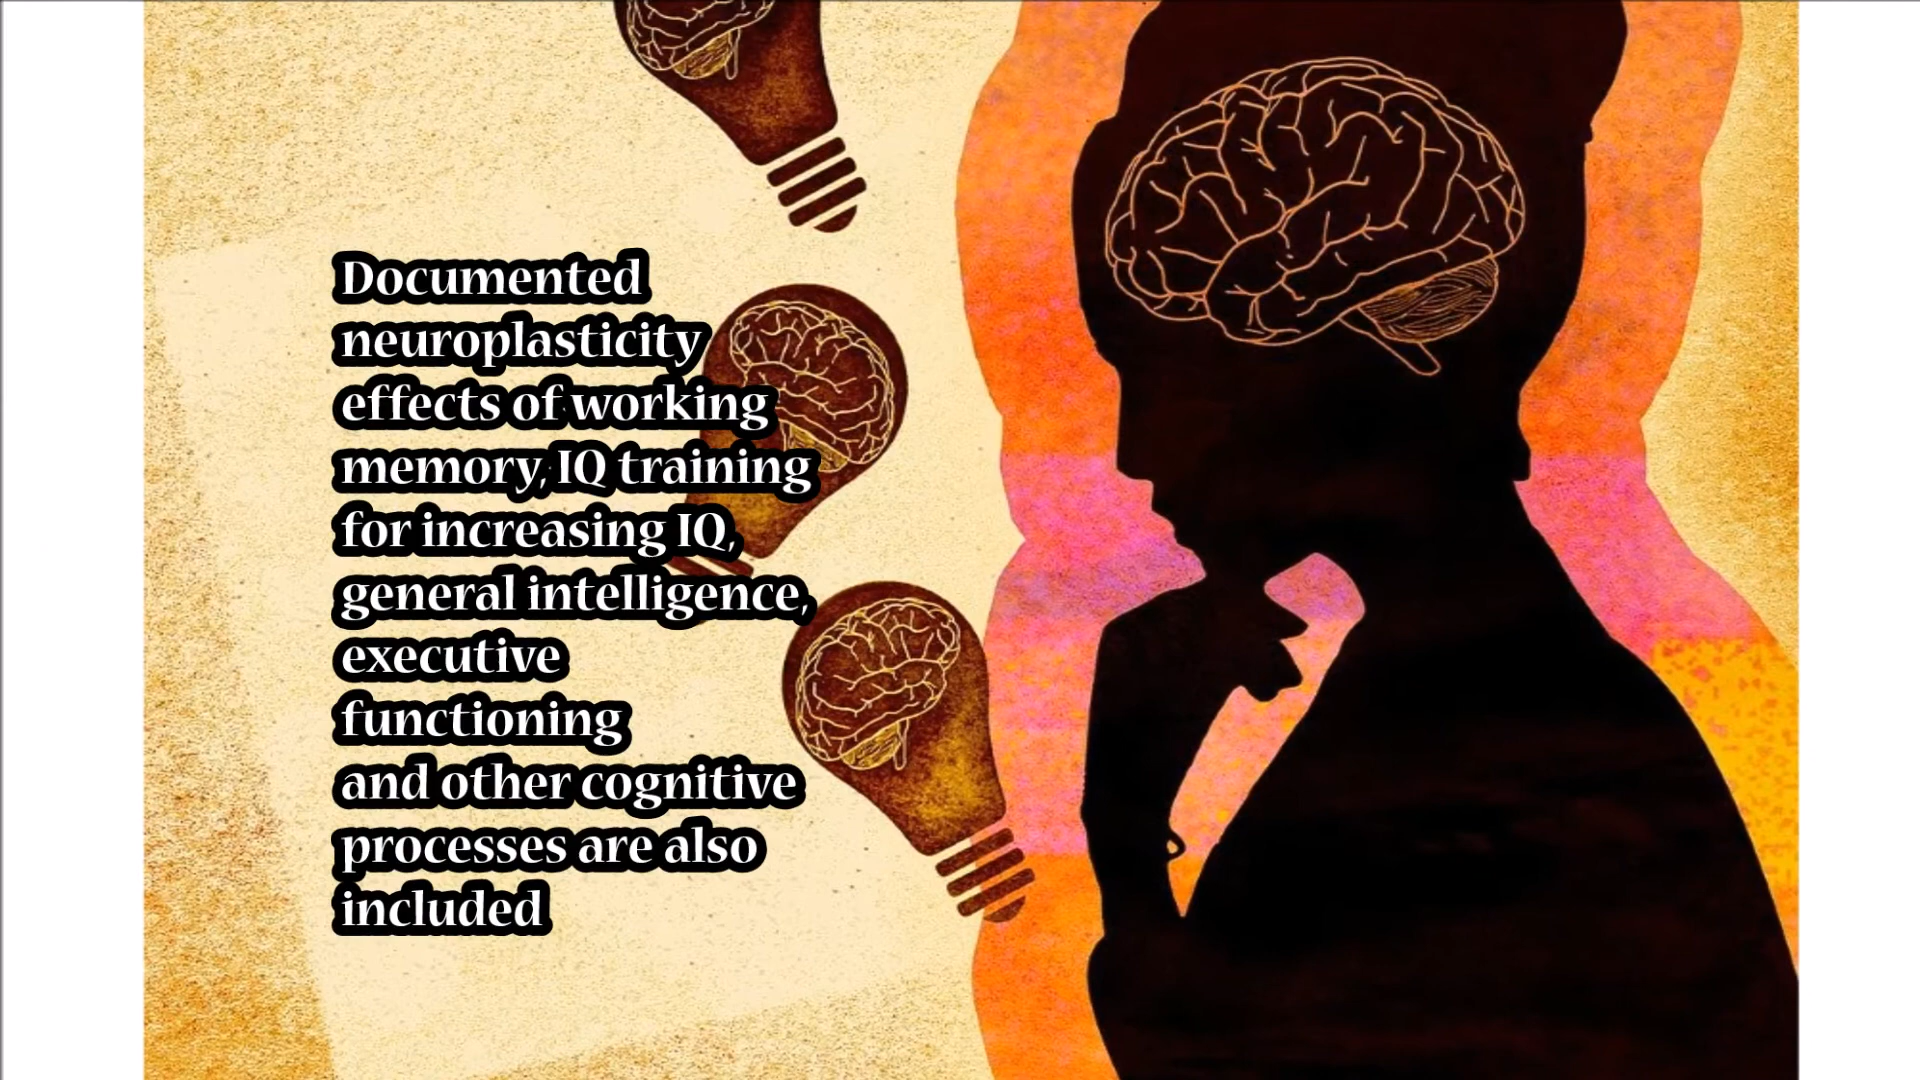 Documented
neuroplasticity
effects of working
memory, IQ training
for increasing IQ,
general intelligence,
executive
functioning
and other cognitive
processes are also
included